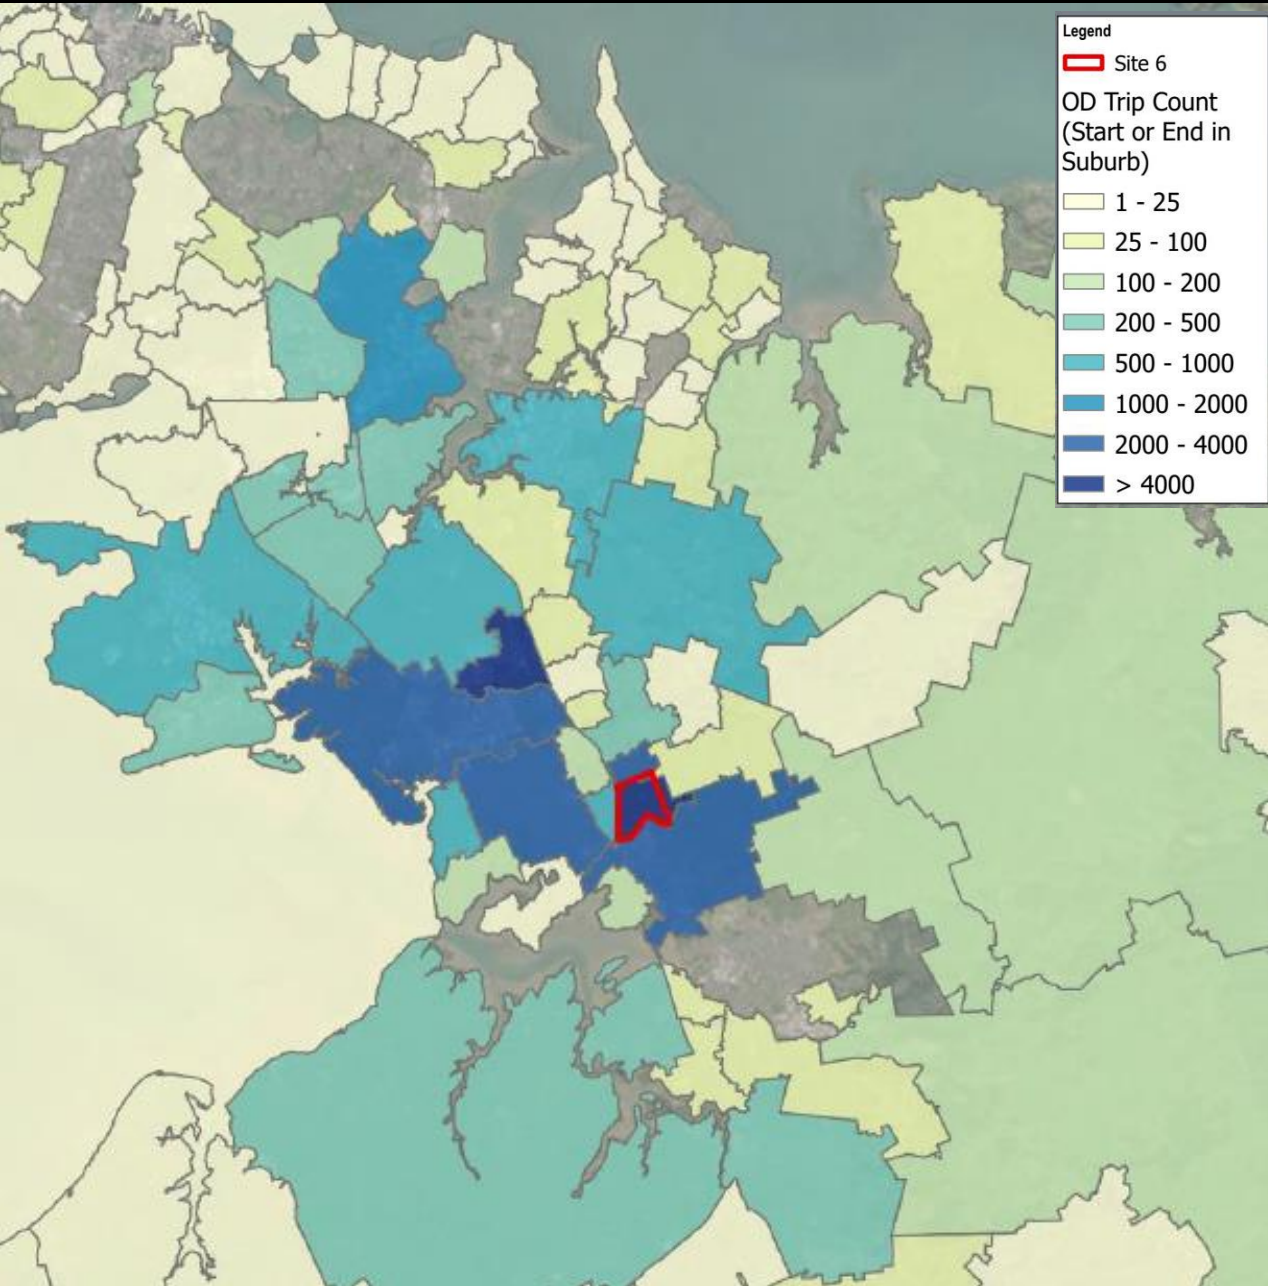 Legend
Site 6
OD Trip Count
(Start or End in
Suburb)
1 - 25
25 - 100
100 - 200
200 - 500
500 - 1000
1000 - 2000
2000 - 4000
> 4000